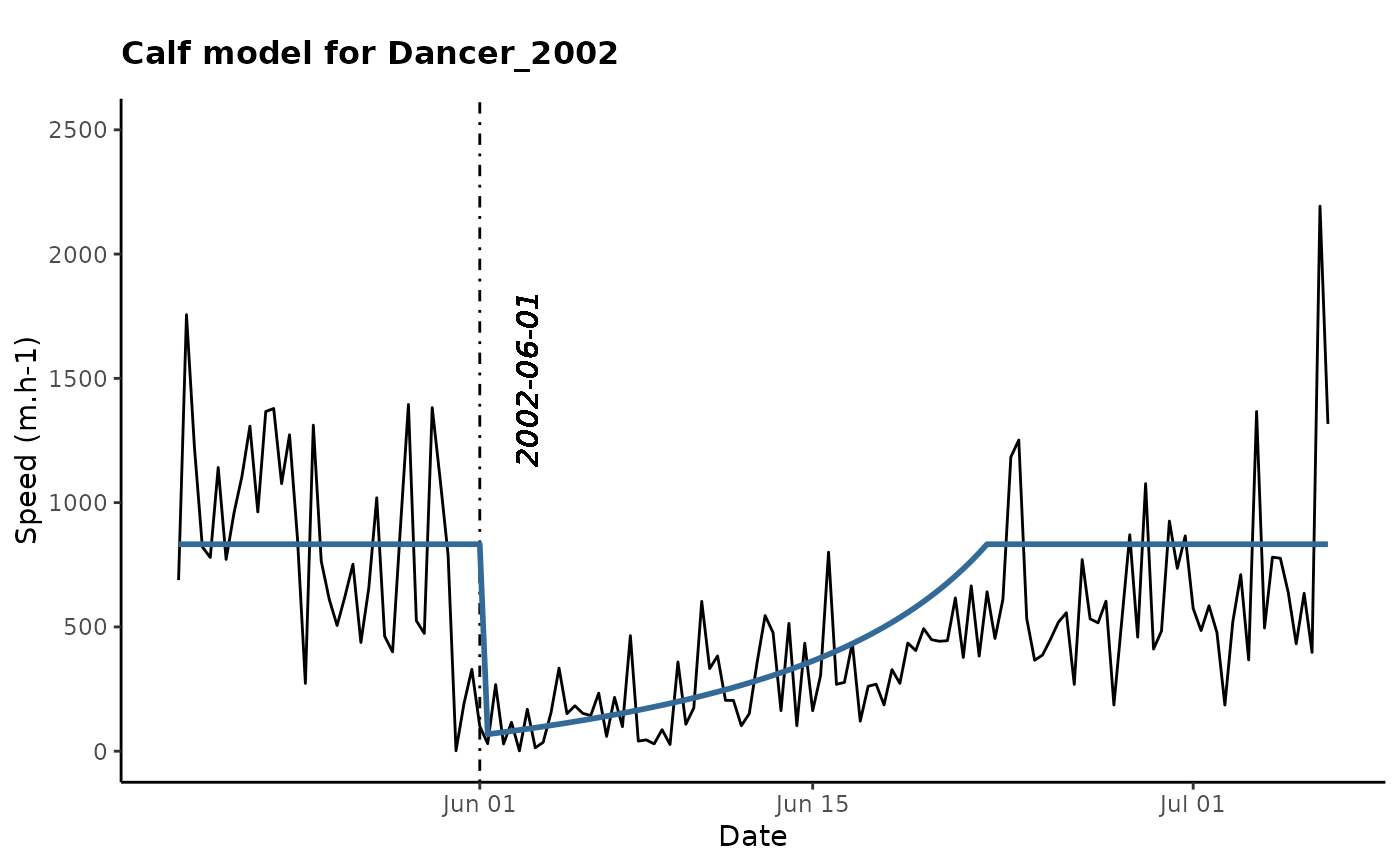 Calf model for Dancer_2002
2500
2000
1500
1000
500
0
Speed (m.h-1)
2002-06-01
Jun 01
Jun 15
Jul 01
Date